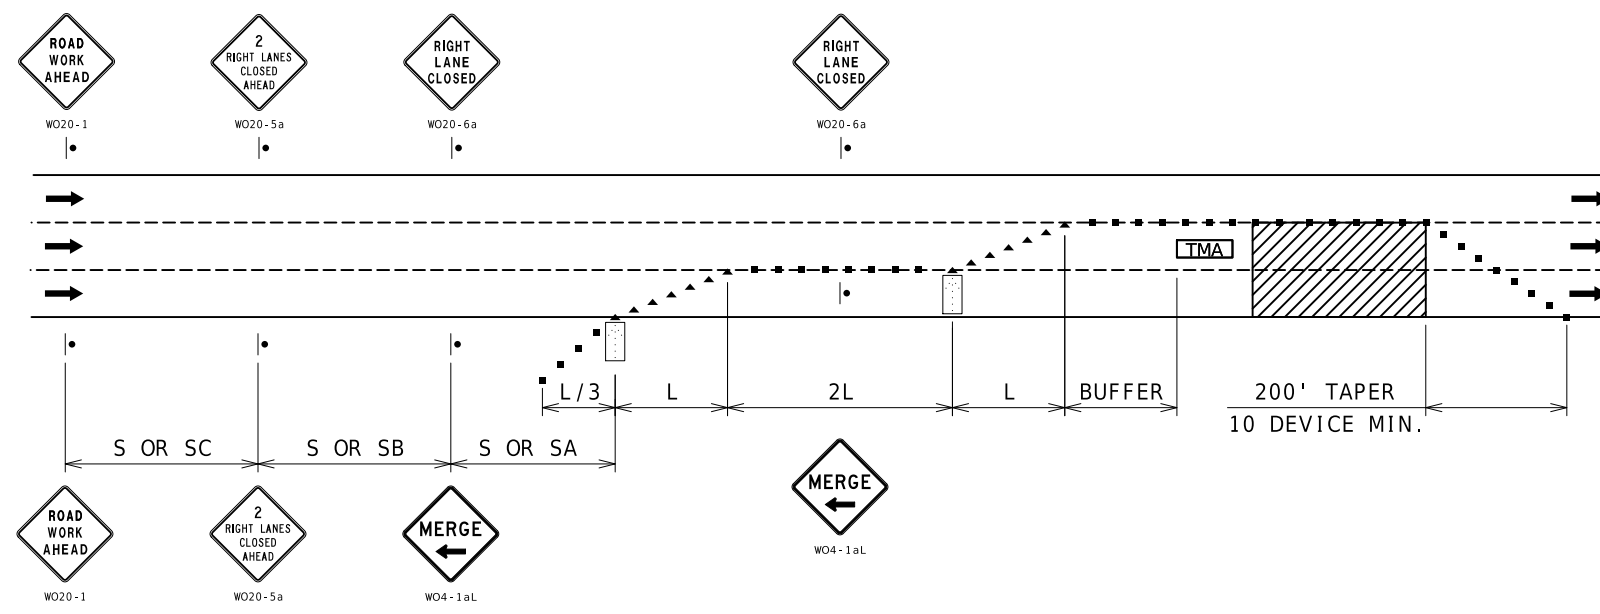 ROAD
WORK
AHEAD
WO20-1
2
RIGHT LANES
CLOSED
AHEAD
WO20-5a
RIGHT
LANE
CLOSED
WO20-6a
RIGHT
LANE
CLOSED
WO20-6a
TMA
L/3
L
2L
L
BUFFER
200' TAPER
10 DEVICE MIN.
S OR SC
S OR SB
S OR SA
ROAD
WORK
AHEAD
WO20-1
2
RIGHT LANES
CLOSED
AHEAD
WO20-5a
MERGE
WO4-1aL
MERGE
WO4-1aL